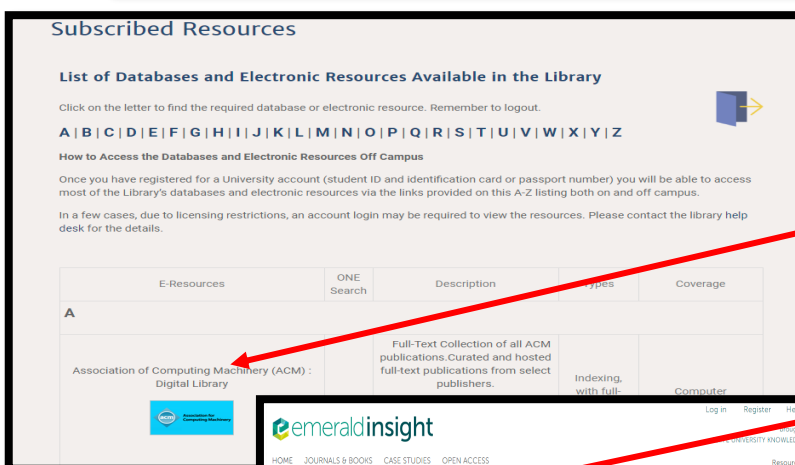 Subscribed Resources
List of Databases and Electronic Resources Available in the Library
Click on the letter to find the required database or electronic resource. Remember to logout.
A | B | C | D | E | F | G | H | I | J | K | L | M | N | O | P | Q | R | S | T | U | V | W | X | Y | Z
How to Access the Databases and Electronic Resources Off Campus
Once you have registered for a University account (student ID and identification card or passport number) you will be able to access
most of the Library's databases and electronic resources via the links provided on this A-Z listing both on and off campus.
In a few cases, due to licensing restrictions, an account login may be required to view the resources. Please contact the library help
desk for the details.
E-Resources
ONE
Search
Description
Types
Coverage
A
Association of Computing Machinery (ACM) :
Digital Library
acm Association for
Computing Machinery
Full-Text Collection of all ACM
publications.Curated and hosted
full-text publications from select
publishers.
Indexing,
with full-
Computer
emeraldinsight
Log in Register He
UNIVERSITY KNOWLED
HOME JOURNALS & BOOKS CASE STUDIES OPEN ACCESS